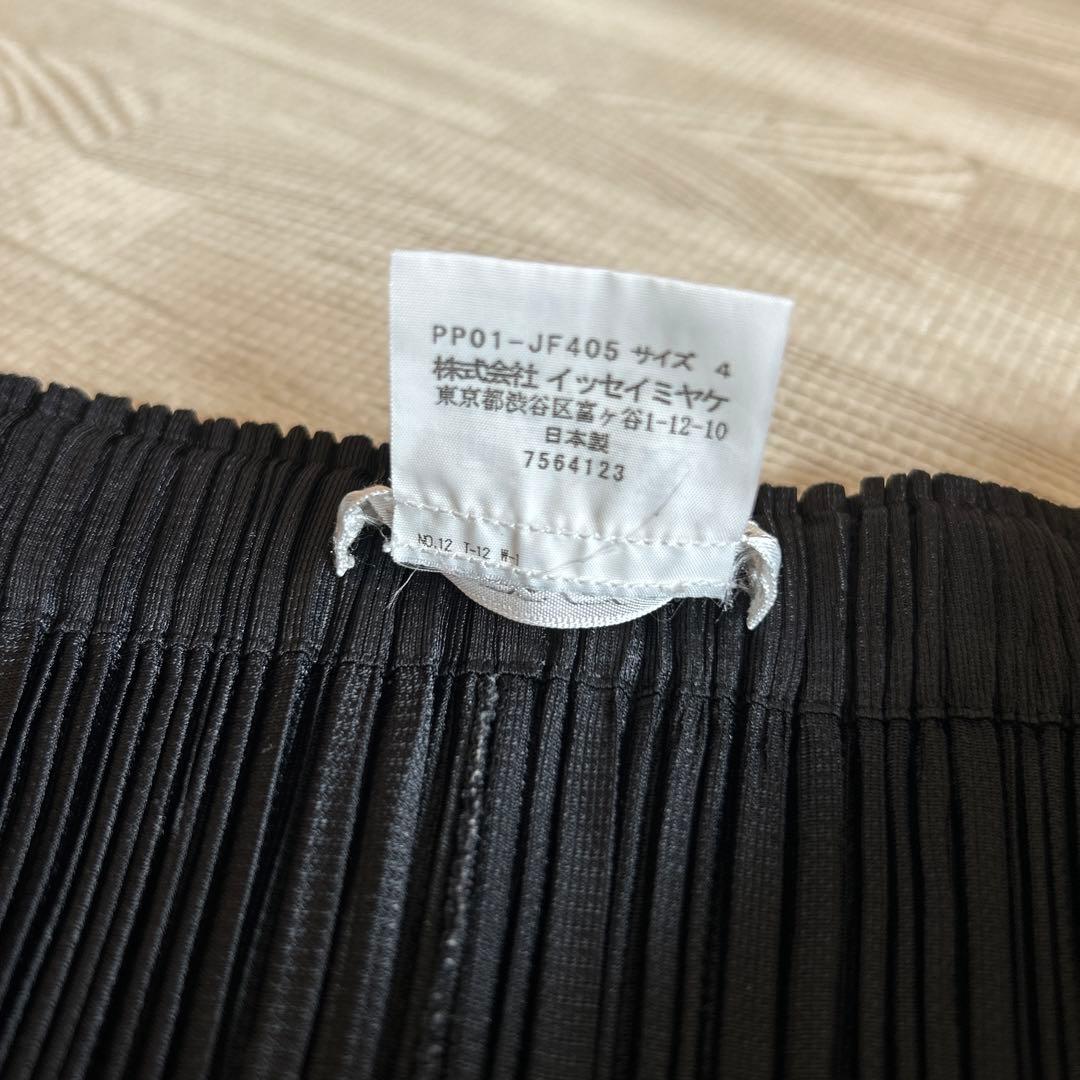 PP01-JF405 サイズ 4
株式会社 イッセイミヤケ
東京都渋谷区富ヶ谷1-12-10
日本製
7564123
NO.12 T-12 W-1